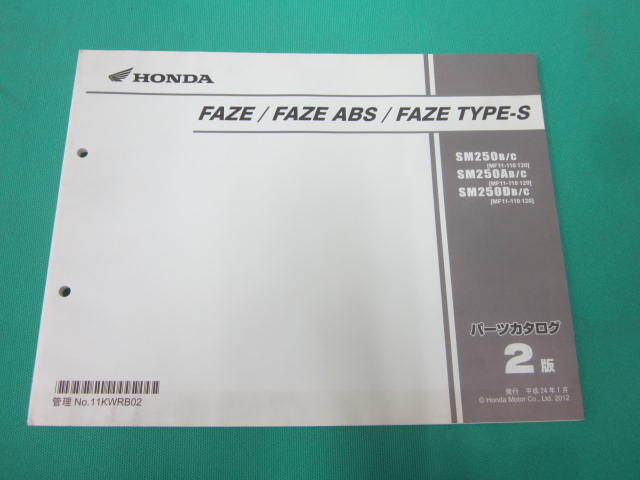 HONDA
FAZE / FAZE ABS / FAZE TYPE-S
SM250B/C
[MF11-110 120]
SM250AB/C
[MF11-110 120]
SM250DB/C
[MF11-110 120]
パーツカタログ
2版
発行 平成24年1月
© Honda Motor Co., Ltd. 2012
管理 No.11KWRB02